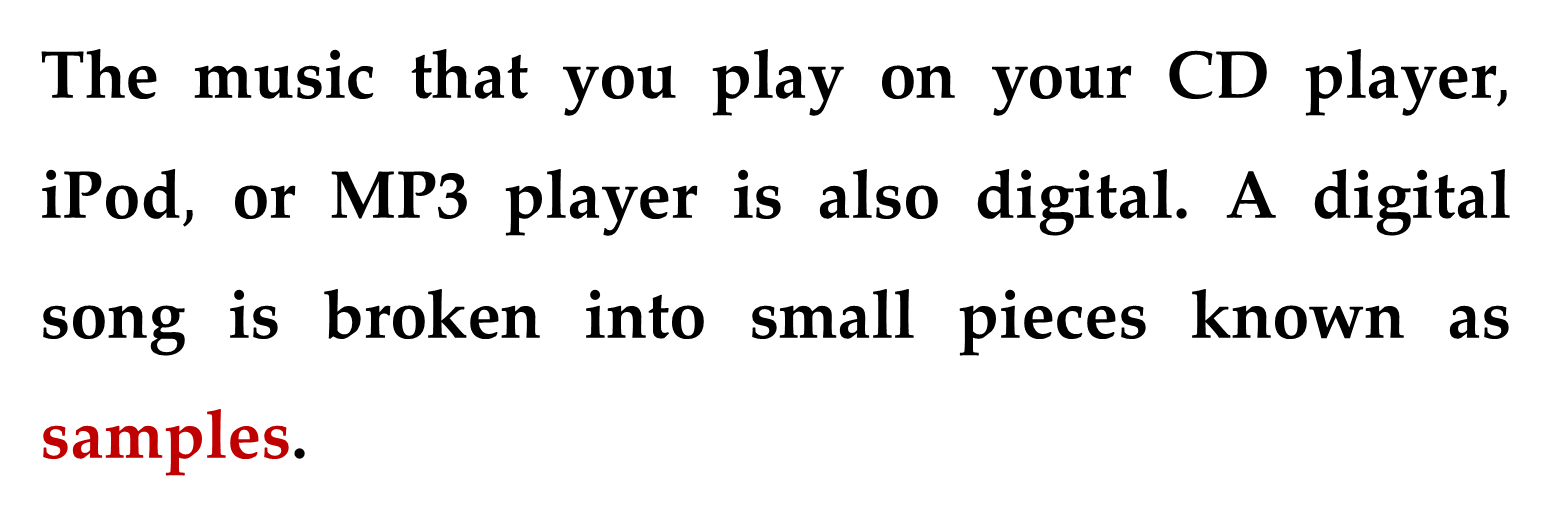 The music that you play on your CD player,
iPod, or MP3 player is also digital. A digital
song is broken into small pieces known as
samples.